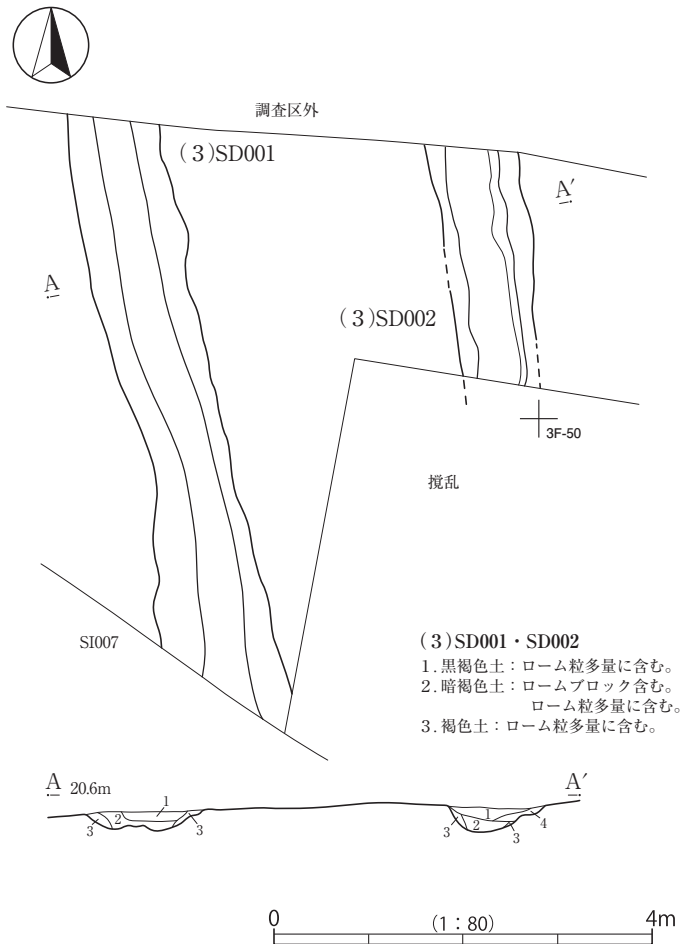 調査区外
(3)SD001
A′
A
(3)SD002
3F-50
撹乱
SI007
(3)SD001・SD002
1.黒褐色土：ローム粒多量に含む。
2.暗褐色土：ロームブロック含む。
ローム粒多量に含む。
3.褐色土：ローム粒多量に含む。
A 20.6m A′
1 1
3 2 3 3 2 3 4
0 (1：80) 4m